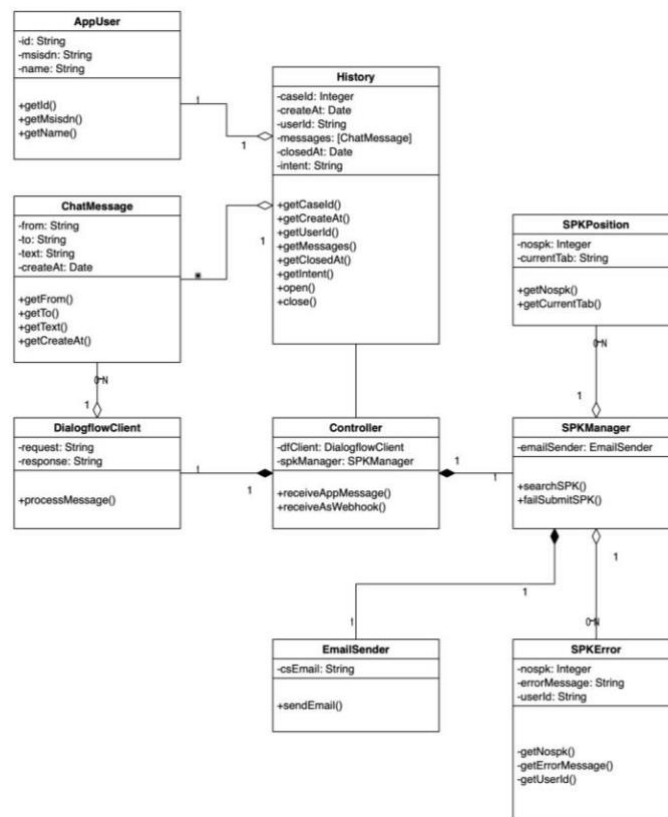 AppUser
-id: String
-msisdn: String
-name: String
+getId()
+getMsisdn()
+getName()
1
1
History
-caseId: Integer
-createAt: Date
-userId: String
-messages: [ChatMessage]
-closedAt: Date
-intent: String
+getCaseId()
+getCreateAt()
+getUserId()
+getMessages()
+getClosedAt()
+getIntent()
+open()
+close()
ChatMessage
-from: String
-to: String
-text: String
-createAt: Date
+getFrom()
+getTo()
+getText()
+getCreateAt()
1
*
SPKPosition
-nospk: Integer
-currentTab: String
+getNospk()
+getCurrentTab()
0..N
1
0..N
1
DialogflowClient
-request: String
-response: String
+processMessage()
1
1
Controller
-dfClient: DialogflowClient
-spkManager: SPKManager
+receiveAppMessage()
+receiveAsWebhook()
1
1
SPKManager
-emailSender: EmailSender
+searchSPK()
+failSubmitSPK()
1
1
1
0..N
EmailSender
-csEmail: String
+sendEmail()
SPKError
-nospk: Integer
-errorMessage: String
-userId: String
-getNospk()
-getErrorMessage()
-getUserId()